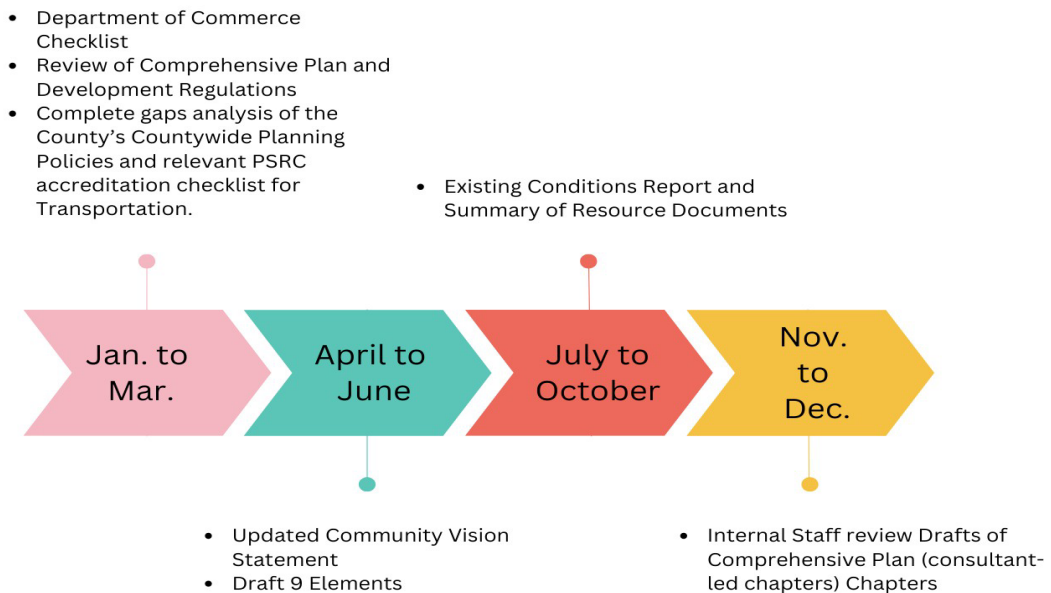 • Department of Commerce
Checklist
• Review of Comprehensive Plan and
Development Regulations
• Complete gaps analysis of the
County’s Countywide Planning
Policies and relevant PSRC
accreditation checklist for
Transportation.
• Existing Conditions Report and
Summary of Resource Documents
Jan. to
Mar.
April to
June
July to
October
Nov.
to
Dec.
• Updated Community Vision
Statement
• Draft 9 Elements
• Internal Staff review Drafts of
Comprehensive Plan (consultant-
led chapters) Chapters